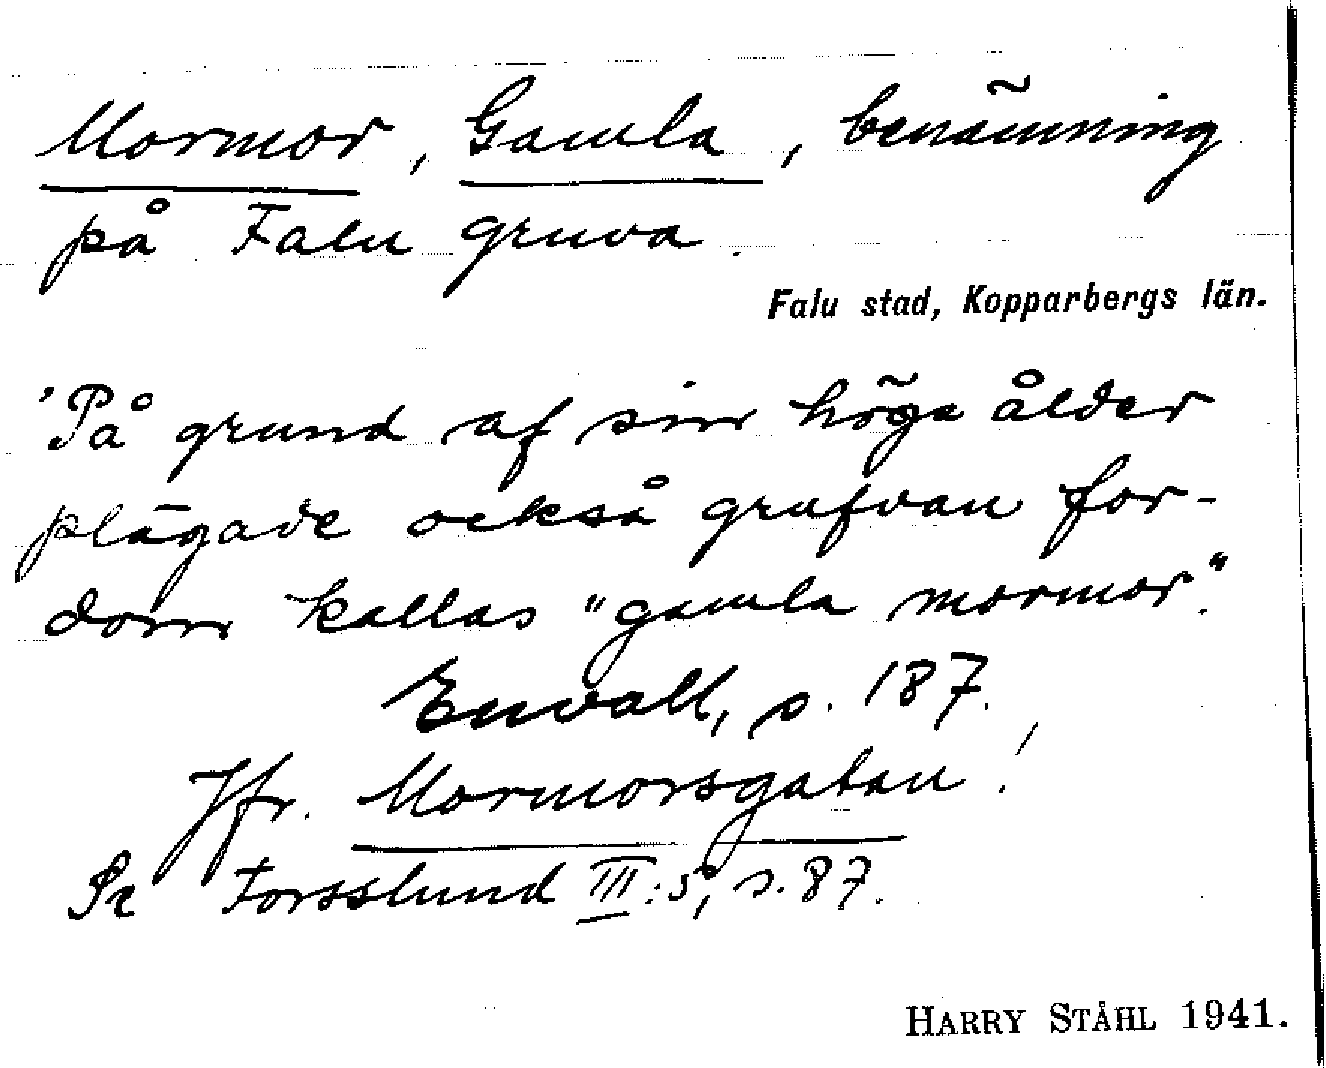 Mormor, Gamla, benämning
på Falu gruva.
Falu stad, Kopparbergs län.
'På grund af sin höga ålder
plägade också grufvan for-
dom kallas "gamla mormor."
Envall, s. 187.
Jfr. Mormorsgatan!
Se Forsslund III:5, s. 87.
HARRY STÅHL 1941.